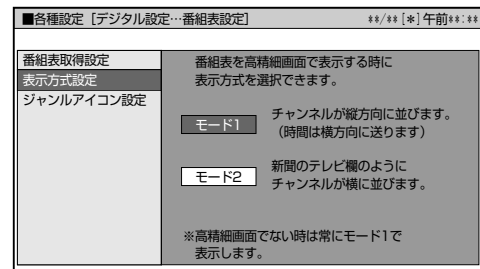 ■各種設定［デジタル設定…番組表設定］　**/**［*］午前**:**
番組表取得設定
表示方式設定
ジャンルアイコン設定
番組表を高精細画面で表示する時に
表示方式を選択できます。
モード1
チャンネルが縦方向に並びます。
（時間は横方向に送ります）
モード2
新聞のテレビ欄のように
チャンネルが横に並びます。
※高精細画面でない時は常にモード1で
表示します。